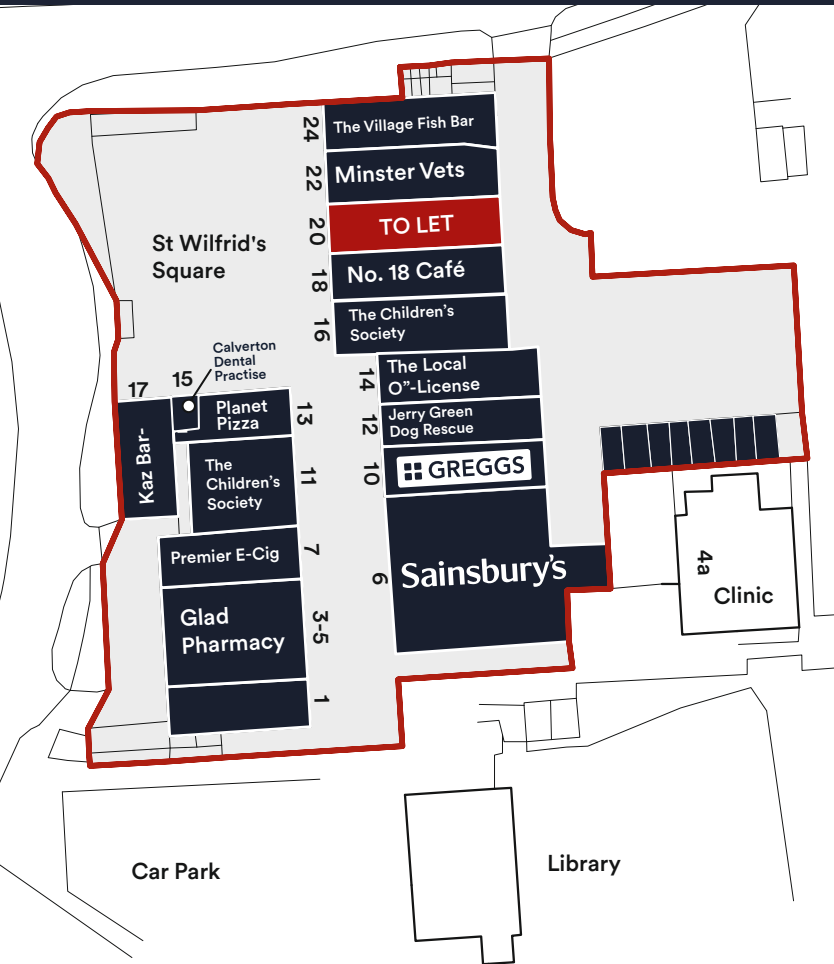 24
The Village Fish Bar
22
Minster Vets
20
TO LET
St Wilfrid's
Square
18
No. 18 Café
16
The Children's
Society
Calverton
Dental
Practise
14
The Local
O"-License
17
15
13
Planet
Pizza
12
Jerry Green
Dog Rescue
Kaz Bar-
11
The
Children's
Society
10
GREGGS
7
Premier E-Cig
6
Sainsbury's
4a
Clinic
3-5
Glad
Pharmacy
1
Car Park
Library